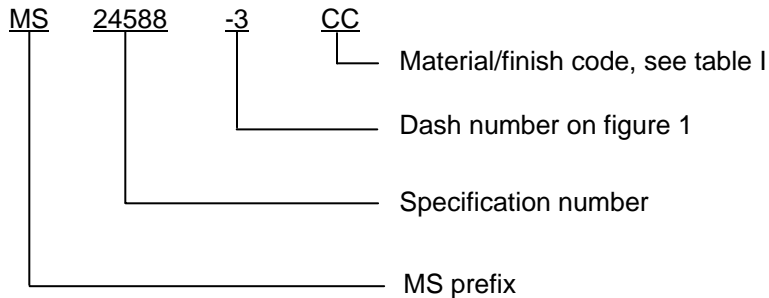 MS 24588 -3 CC
Material/finish code, see table I
Dash number on figure 1
Specification number
MS prefix